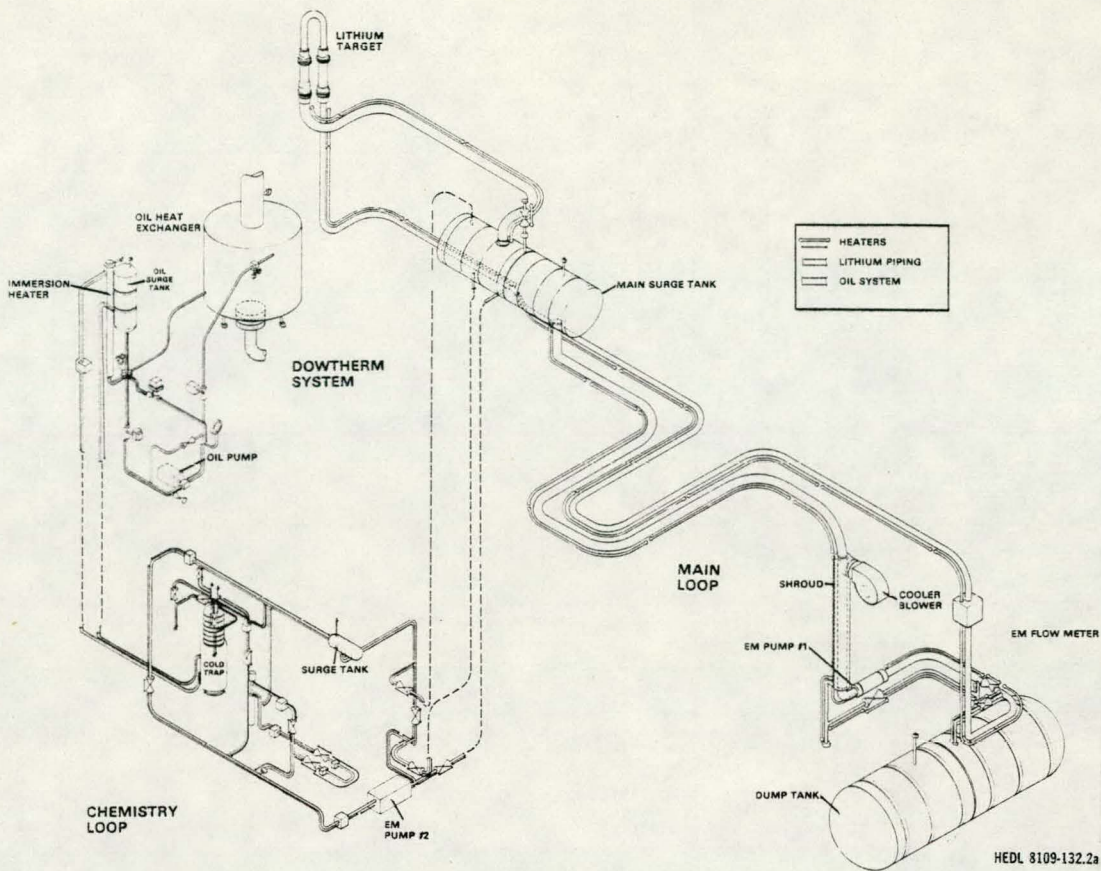 LITHIUM
TARGET
OIL HEAT
EXCHANGER
OIL
SURGE
TANK
IMMERSION
HEATER
HEATERS
LITHIUM PIPING
OIL SYSTEM
MAIN SURGE TANK
DOWTHERM
SYSTEM
OIL PUMP
MAIN
LOOP
SHROUD
COOLER
BLOWER
EM FLOW METER
EM PUMP #1
COLD
TRAP
SURGE TANK
DUMP TANK
CHEMISTRY
LOOP
EM
PUMP #2
HEDL 8109-132.2a